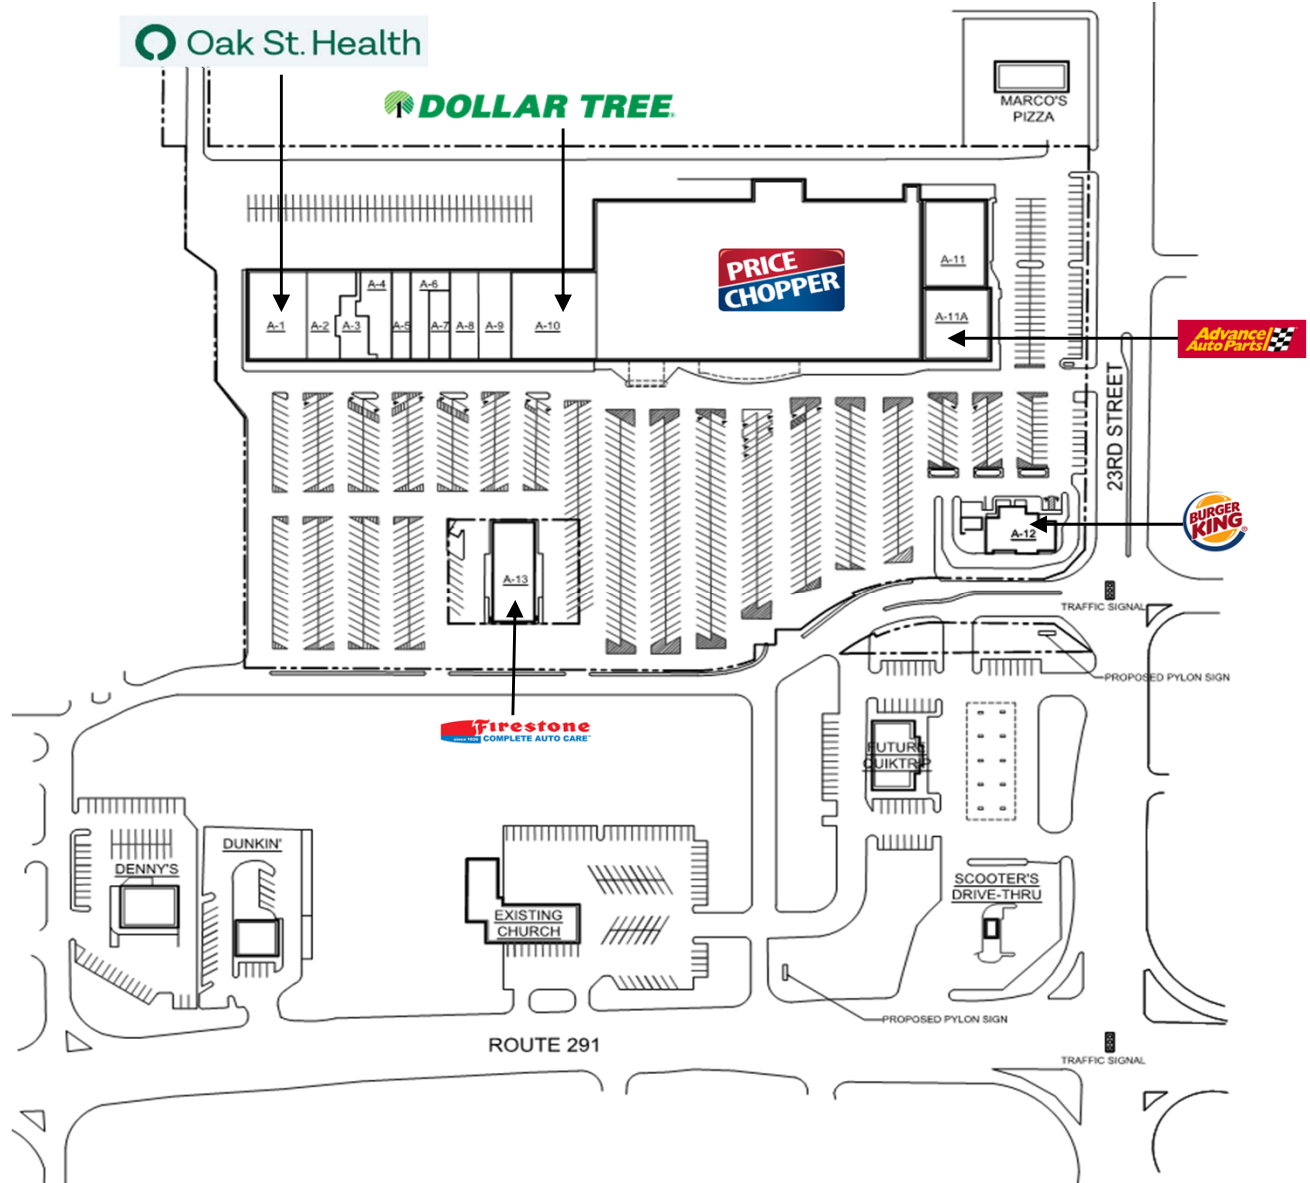 Oak St. Health
DOLLAR TREE
MARCO'S
PIZZA
PRICE
CHOPPER
A-11
A-4
A-6
A-1
A-2
A-3
A-5
A-7
A-8
A-9
A-10
A-11A
Advance
Auto Parts
23RD STREET
BURGER
KING
A-12
A-13
TRAFFIC SIGNAL
PROPOSED PYLON SIGN
Firestone
COMPLETE AUTO CARE
FUTURE
QUIKTRIP
DUNKIN'
DENNY'S
SCOOTER'S
DRIVE-THRU
EXISTING
CHURCH
PROPOSED PYLON SIGN
ROUTE 291
TRAFFIC SIGNAL